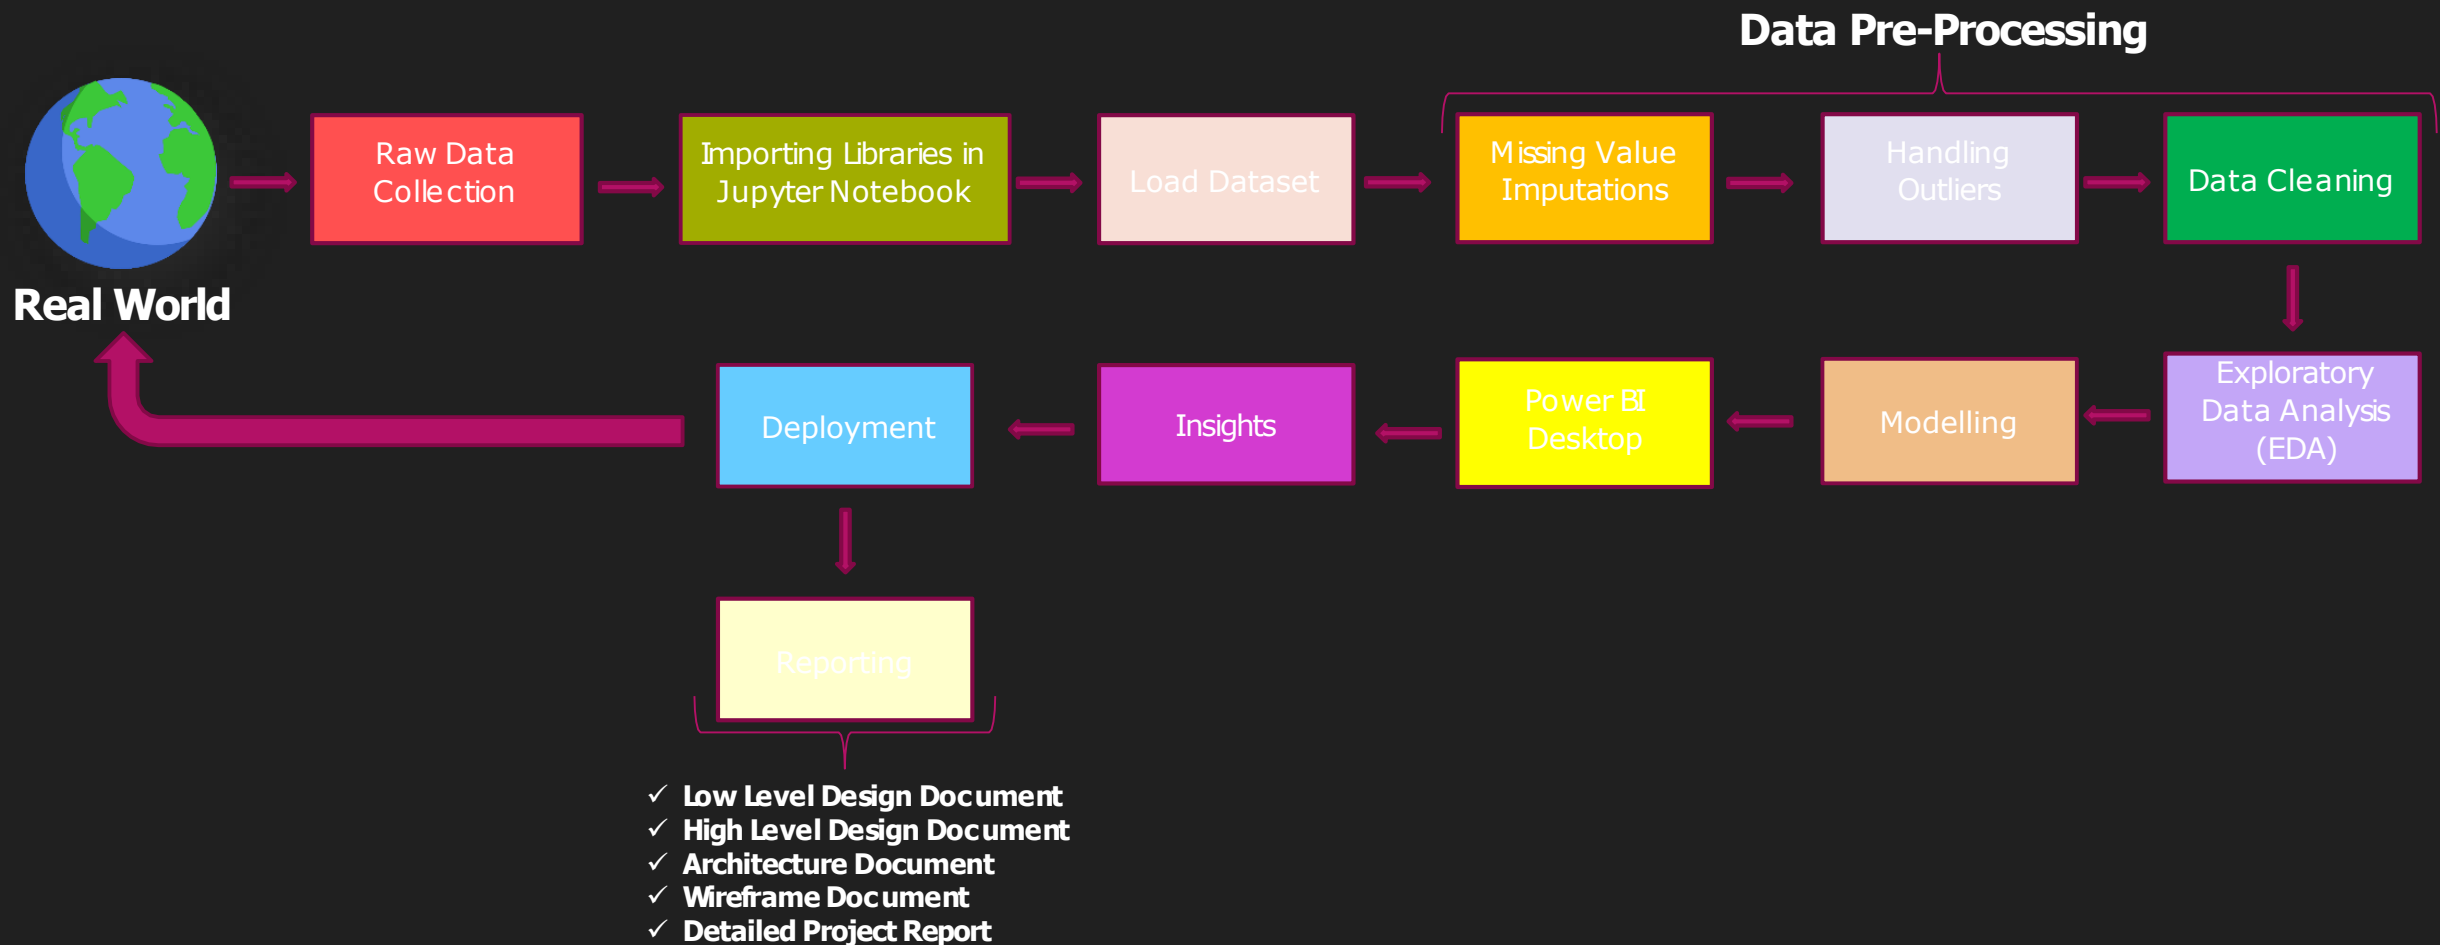 Data Pre-Processing
Raw Data
Collection
Importing Libraries in
Jupyter Notebook
Load Dataset
Missing Value
Imputations
Handling
Outliers
Data Cleaning
Real World
Deployment
Insights
Power BI
Desktop
Modelling
Exploratory
Data Analysis
(EDA)
Reporting
✓ Low Level Design Document
✓ High Level Design Document
✓ Architecture Document
✓ Wireframe Document
✓ Detailed Project Report